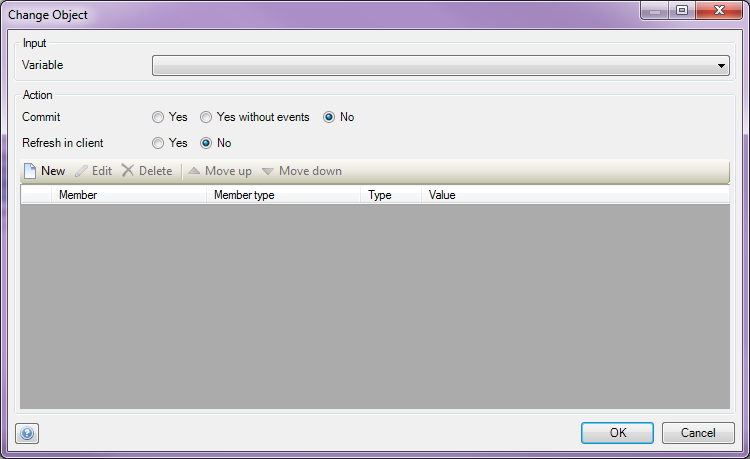 Change Object
Input
Variable
Action
Commit Yes Yes without events No
Refresh in client Yes No
New Edit Delete Move up Move down
Member Member type Type Value
OK Cancel